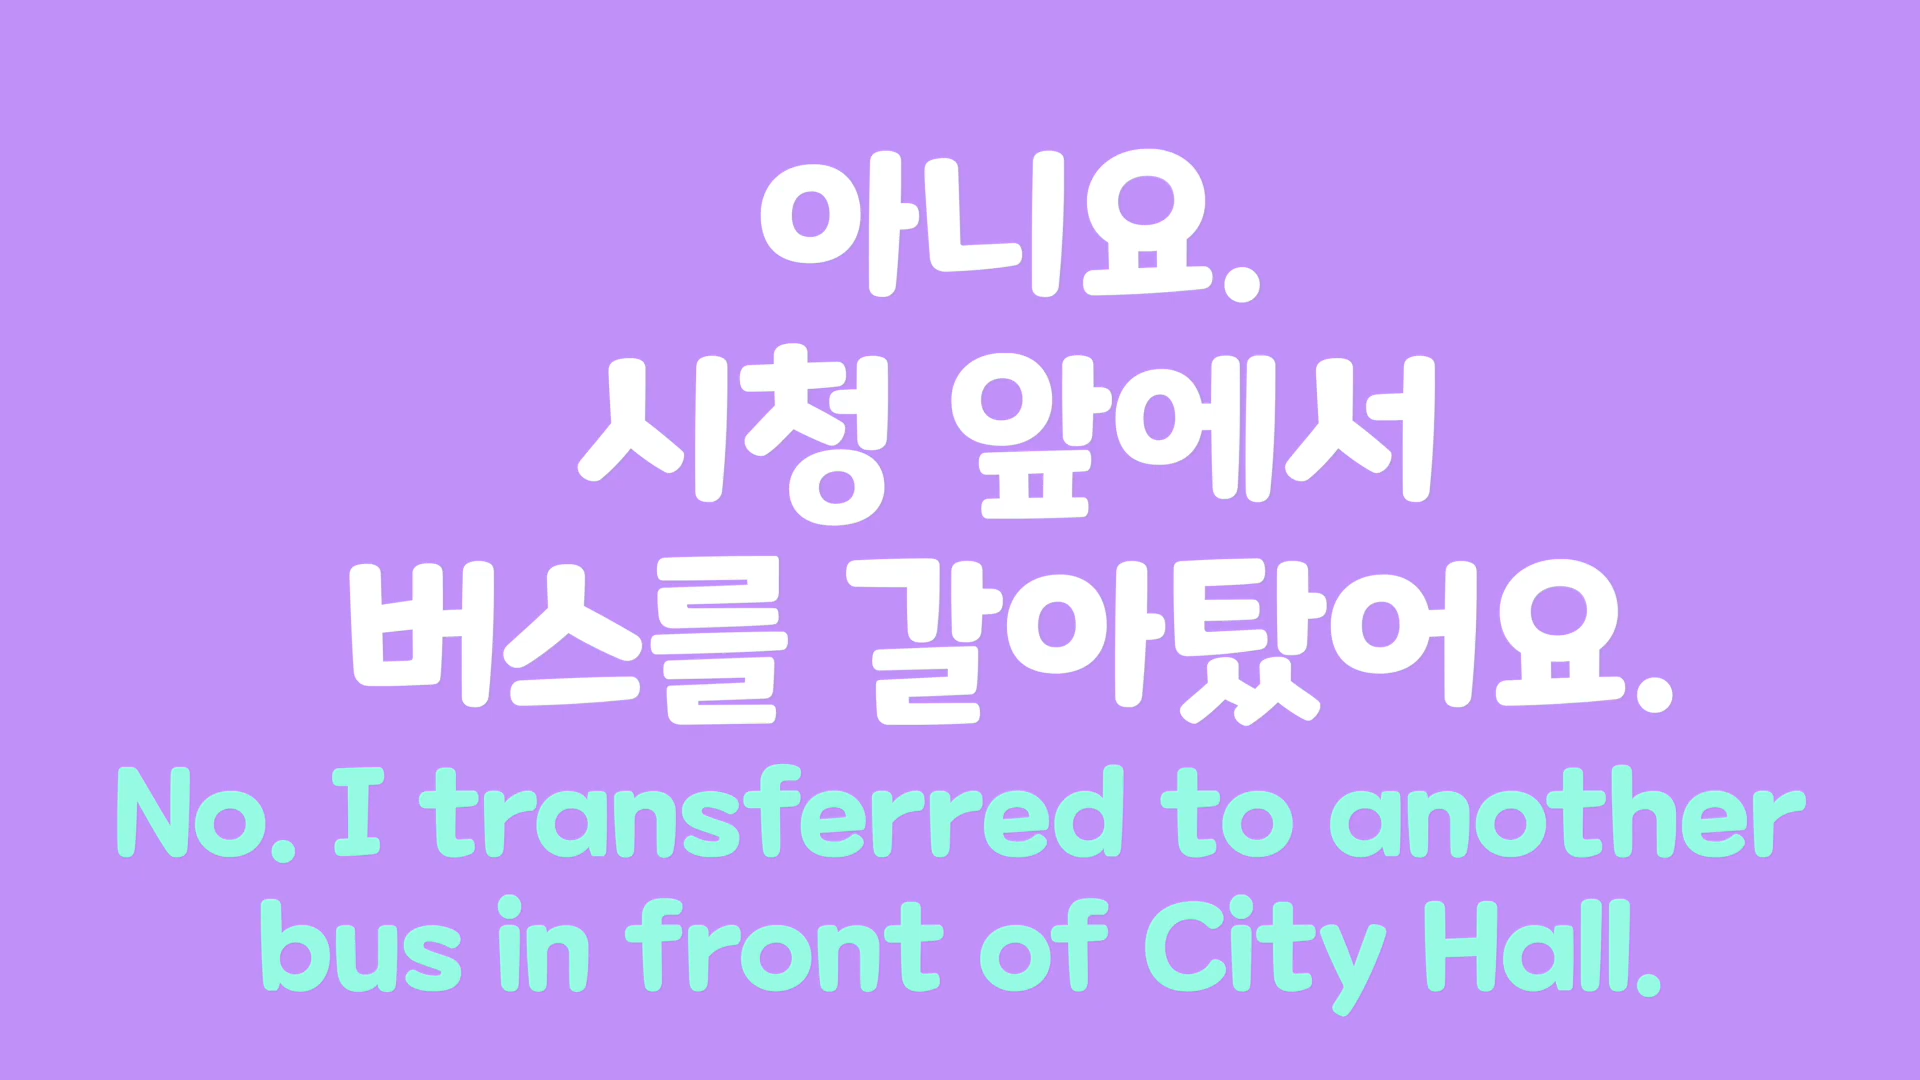 아니요.
시청 앞에서
버스를 갈아탔어요.
No. I transferred to another
bus in front of City Hall.